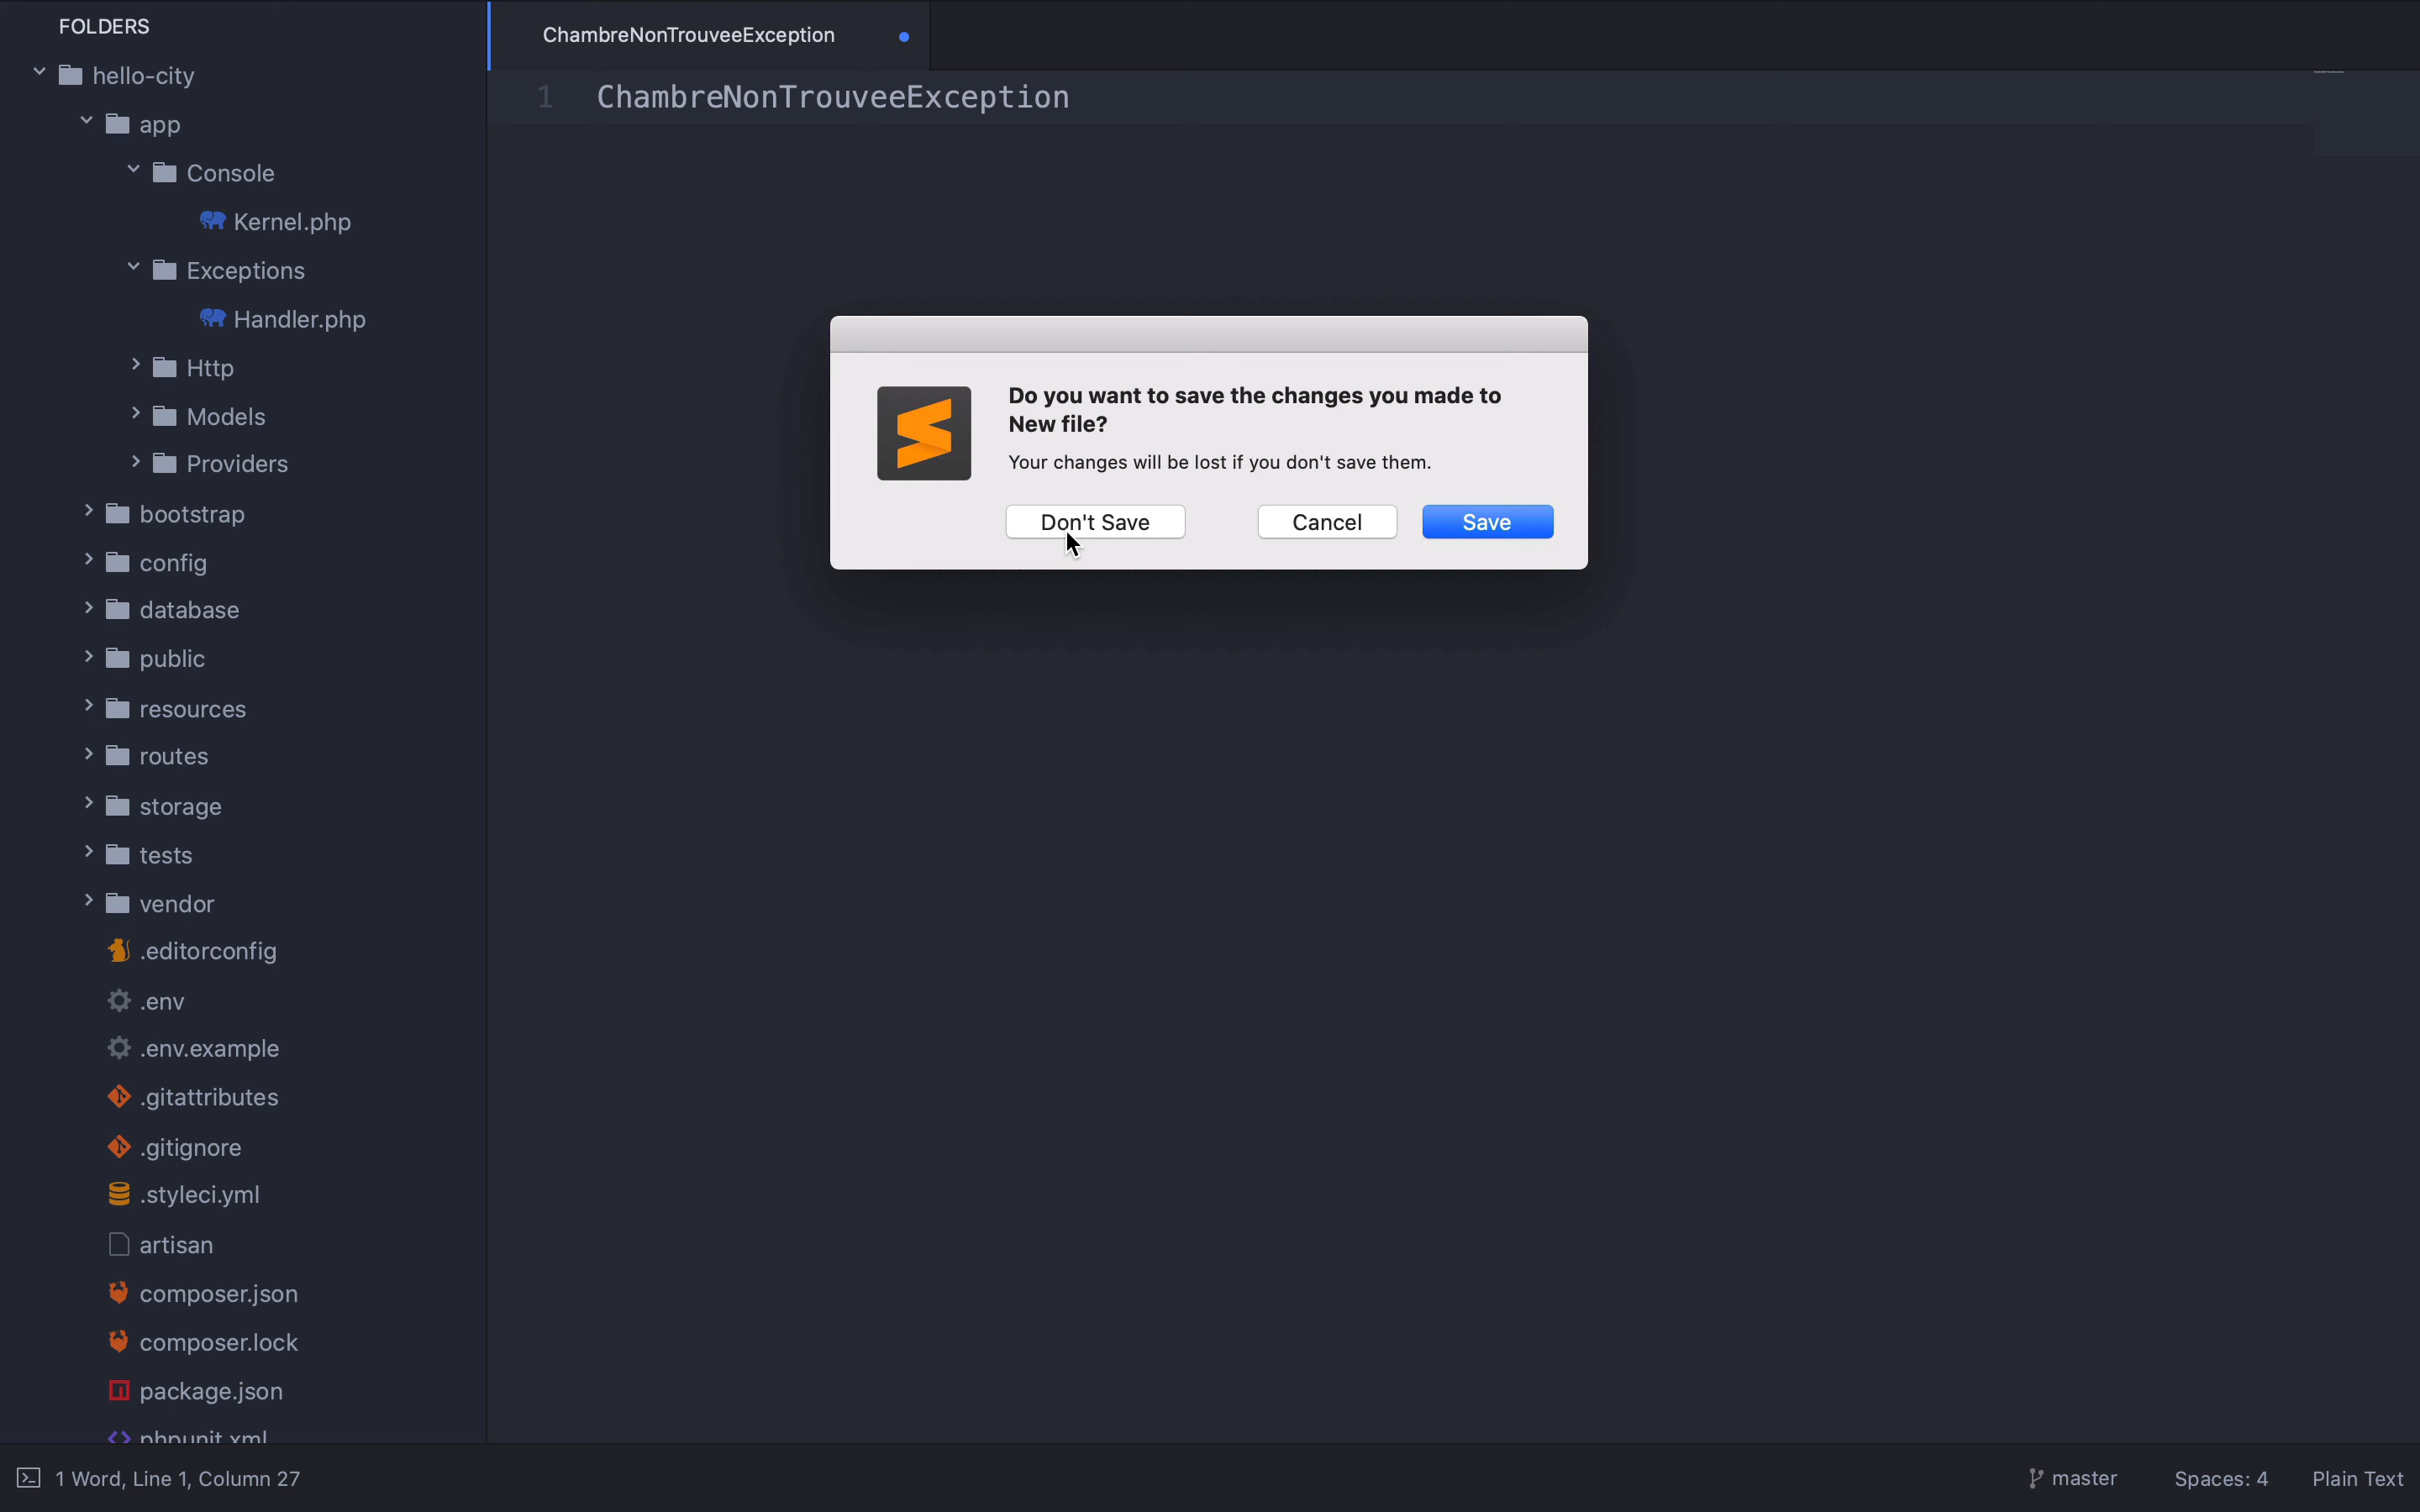 FOLDERS
hello-city
app
Console
Kernel.php
Exceptions
Handler.php
Http
Models
Providers
bootstrap
config
database
public
resources
routes
storage
tests
vendor
.editorconfig
.env
.env.example
.gitattributes
.gitignore
.styleci.yml
artisan
composer.json
composer.lock
package.json
phpunit.xml
ChambreNonTrouveeException
1 ChambreNonTrouveeException
Do you want to save the changes you made to
New file?
Your changes will be lost if you don't save them.
Don't Save Cancel Save
1 Word, Line 1, Column 27 master Spaces: 4 Plain Text